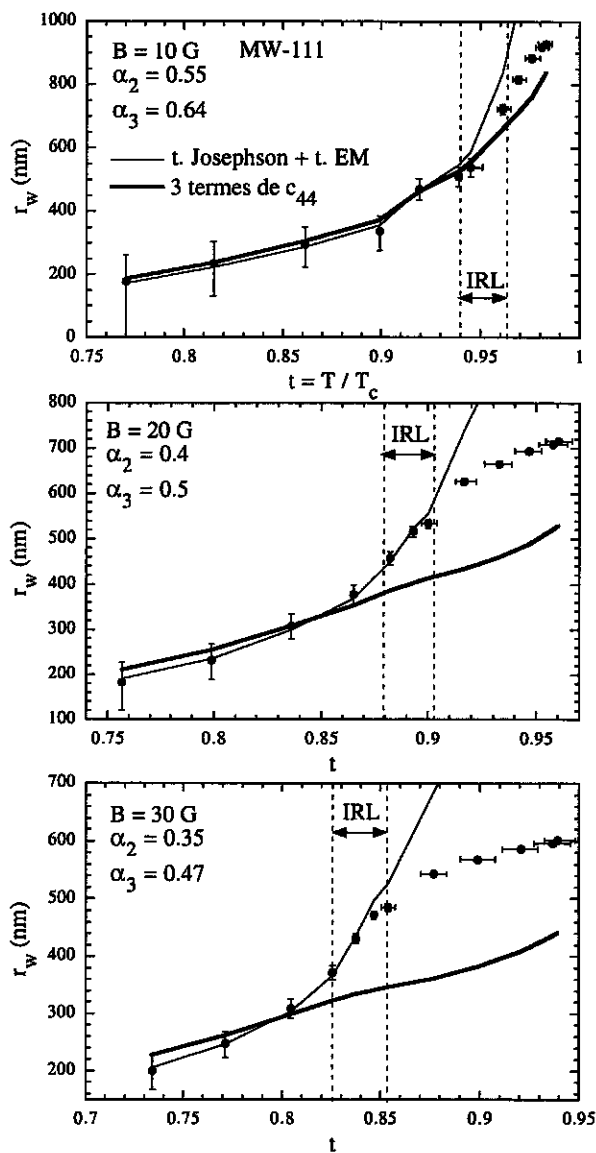 B = 10 G MW-111
α2 = 0.55
α3 = 0.64
t. Josephson + t. EM
3 termes de c44
IRL
rw (nm)
1000
800
600
400
200
0
0.75 0.8 0.85 0.9 0.95 1
t = T / Tc
B = 20 G
α2 = 0.4
α3 = 0.5
IRL
rw (nm)
800
700
600
500
400
300
200
100
0.75 0.8 0.85 0.9 0.95
t
B = 30 G
α2 = 0.35
α3 = 0.47
IRL
rw (nm)
700
600
500
400
300
200
0.7 0.75 0.8 0.85 0.9 0.95
t